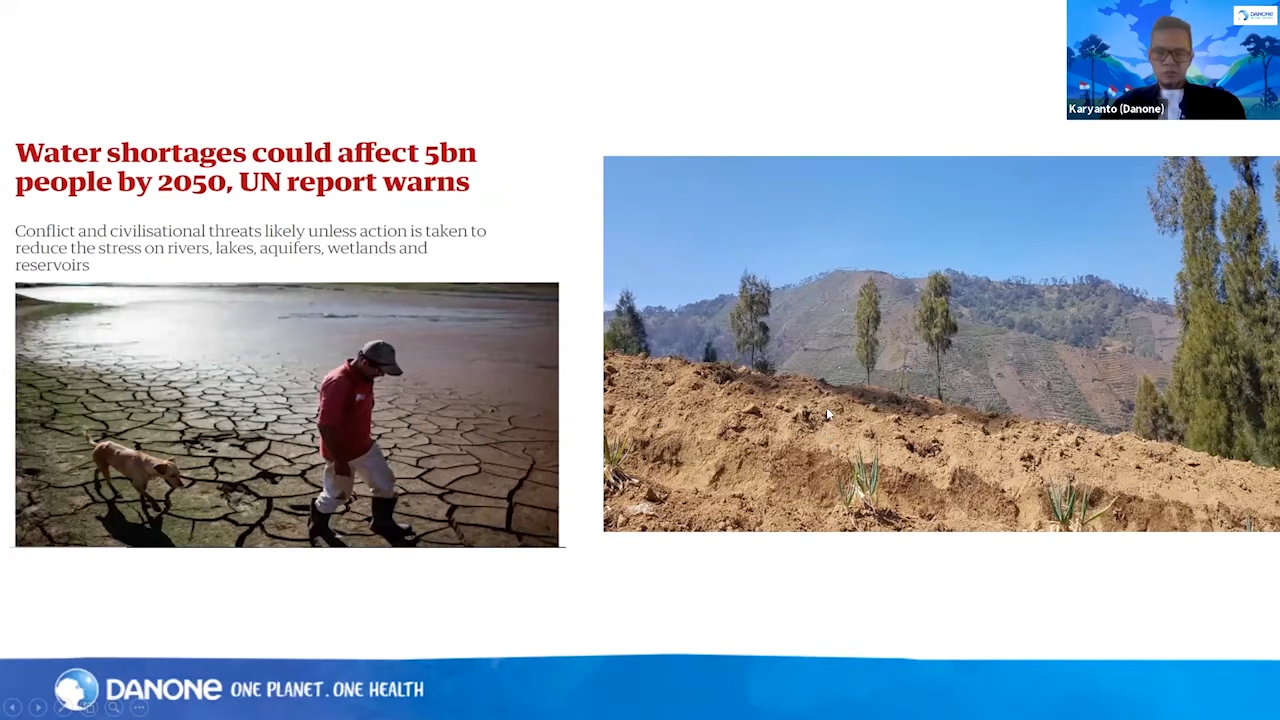 DANONE
Karyanto (Danone)
Water shortages could affect 5bn
people by 2050, UN report warns
Conflict and civilisational threats likely unless action is taken to
reduce the stress on rivers, lakes, aquifers, wetlands and
reservoirs
DANONE ONE PLANET. ONE HEALTH